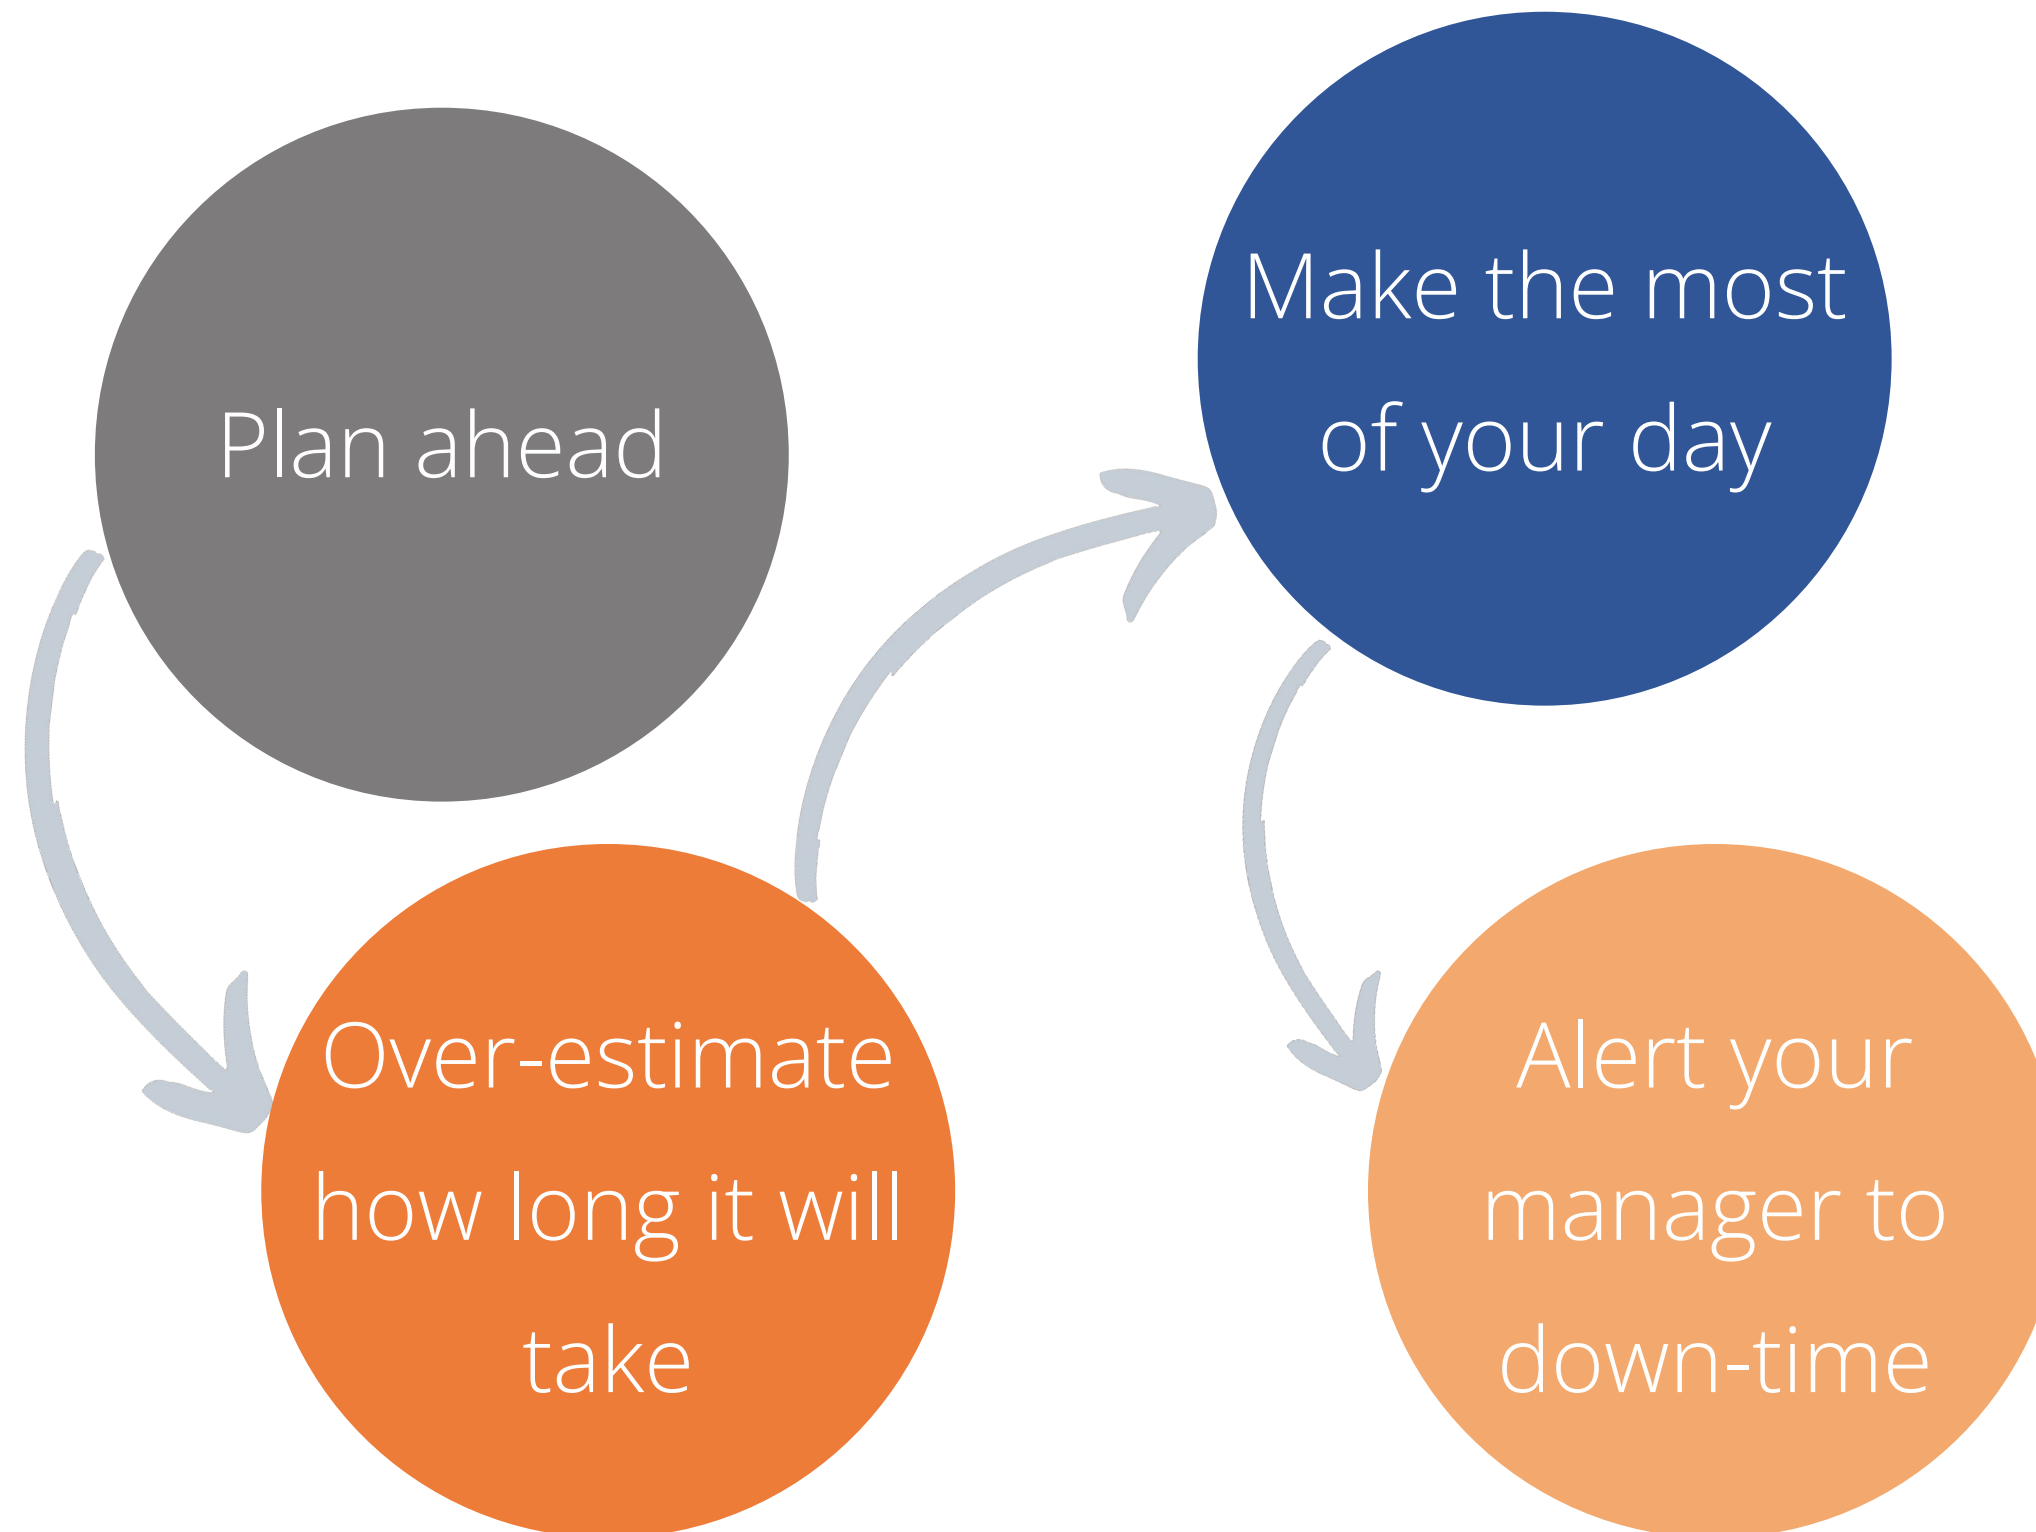 Plan ahead
Over-estimate
how long it will
take
Make the most
of your day
Alert your
manager to
down-time